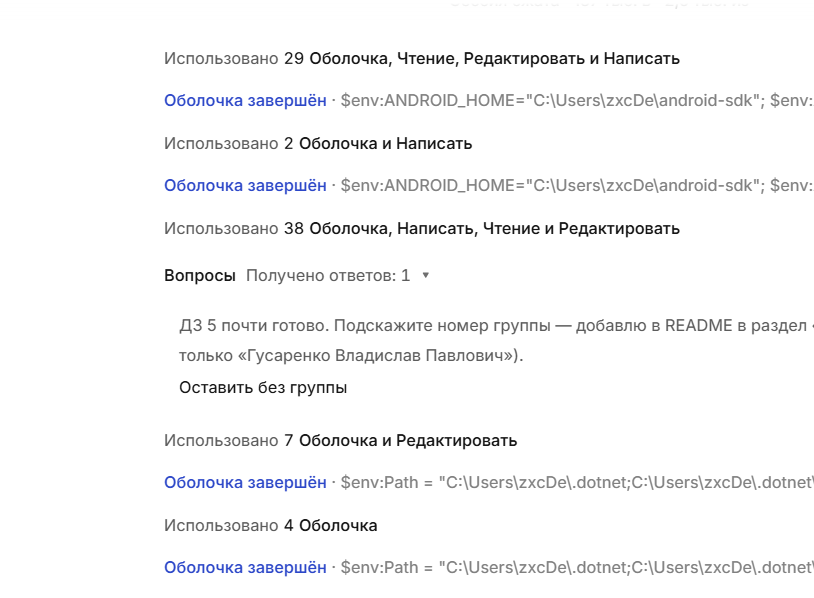 Использовано 29 Оболочка, Чтение, Редактировать и Написать
Оболочка завершён · $env:ANDROID_HOME="C:\Users\zxcDe\android-sdk"; $env:
Использовано 2 Оболочка и Написать
Оболочка завершён · $env:ANDROID_HOME="C:\Users\zxcDe\android-sdk"; $env:
Использовано 38 Оболочка, Написать, Чтение и Редактировать
Вопросы Получено ответов: 1 ▾
ДЗ 5 почти готово. Подскажите номер группы — добавлю в README в раздел
только «Гусаренко Владислав Павлович»).
Оставить без группы
Использовано 7 Оболочка и Редактировать
Оболочка завершён · $env:Path = "C:\Users\zxcDe\.dotnet;C:\Users\zxcDe\.dotnet\
Использовано 4 Оболочка
Оболочка завершён · $env:Path = "C:\Users\zxcDe\.dotnet;C:\Users\zxcDe\.dotnet\